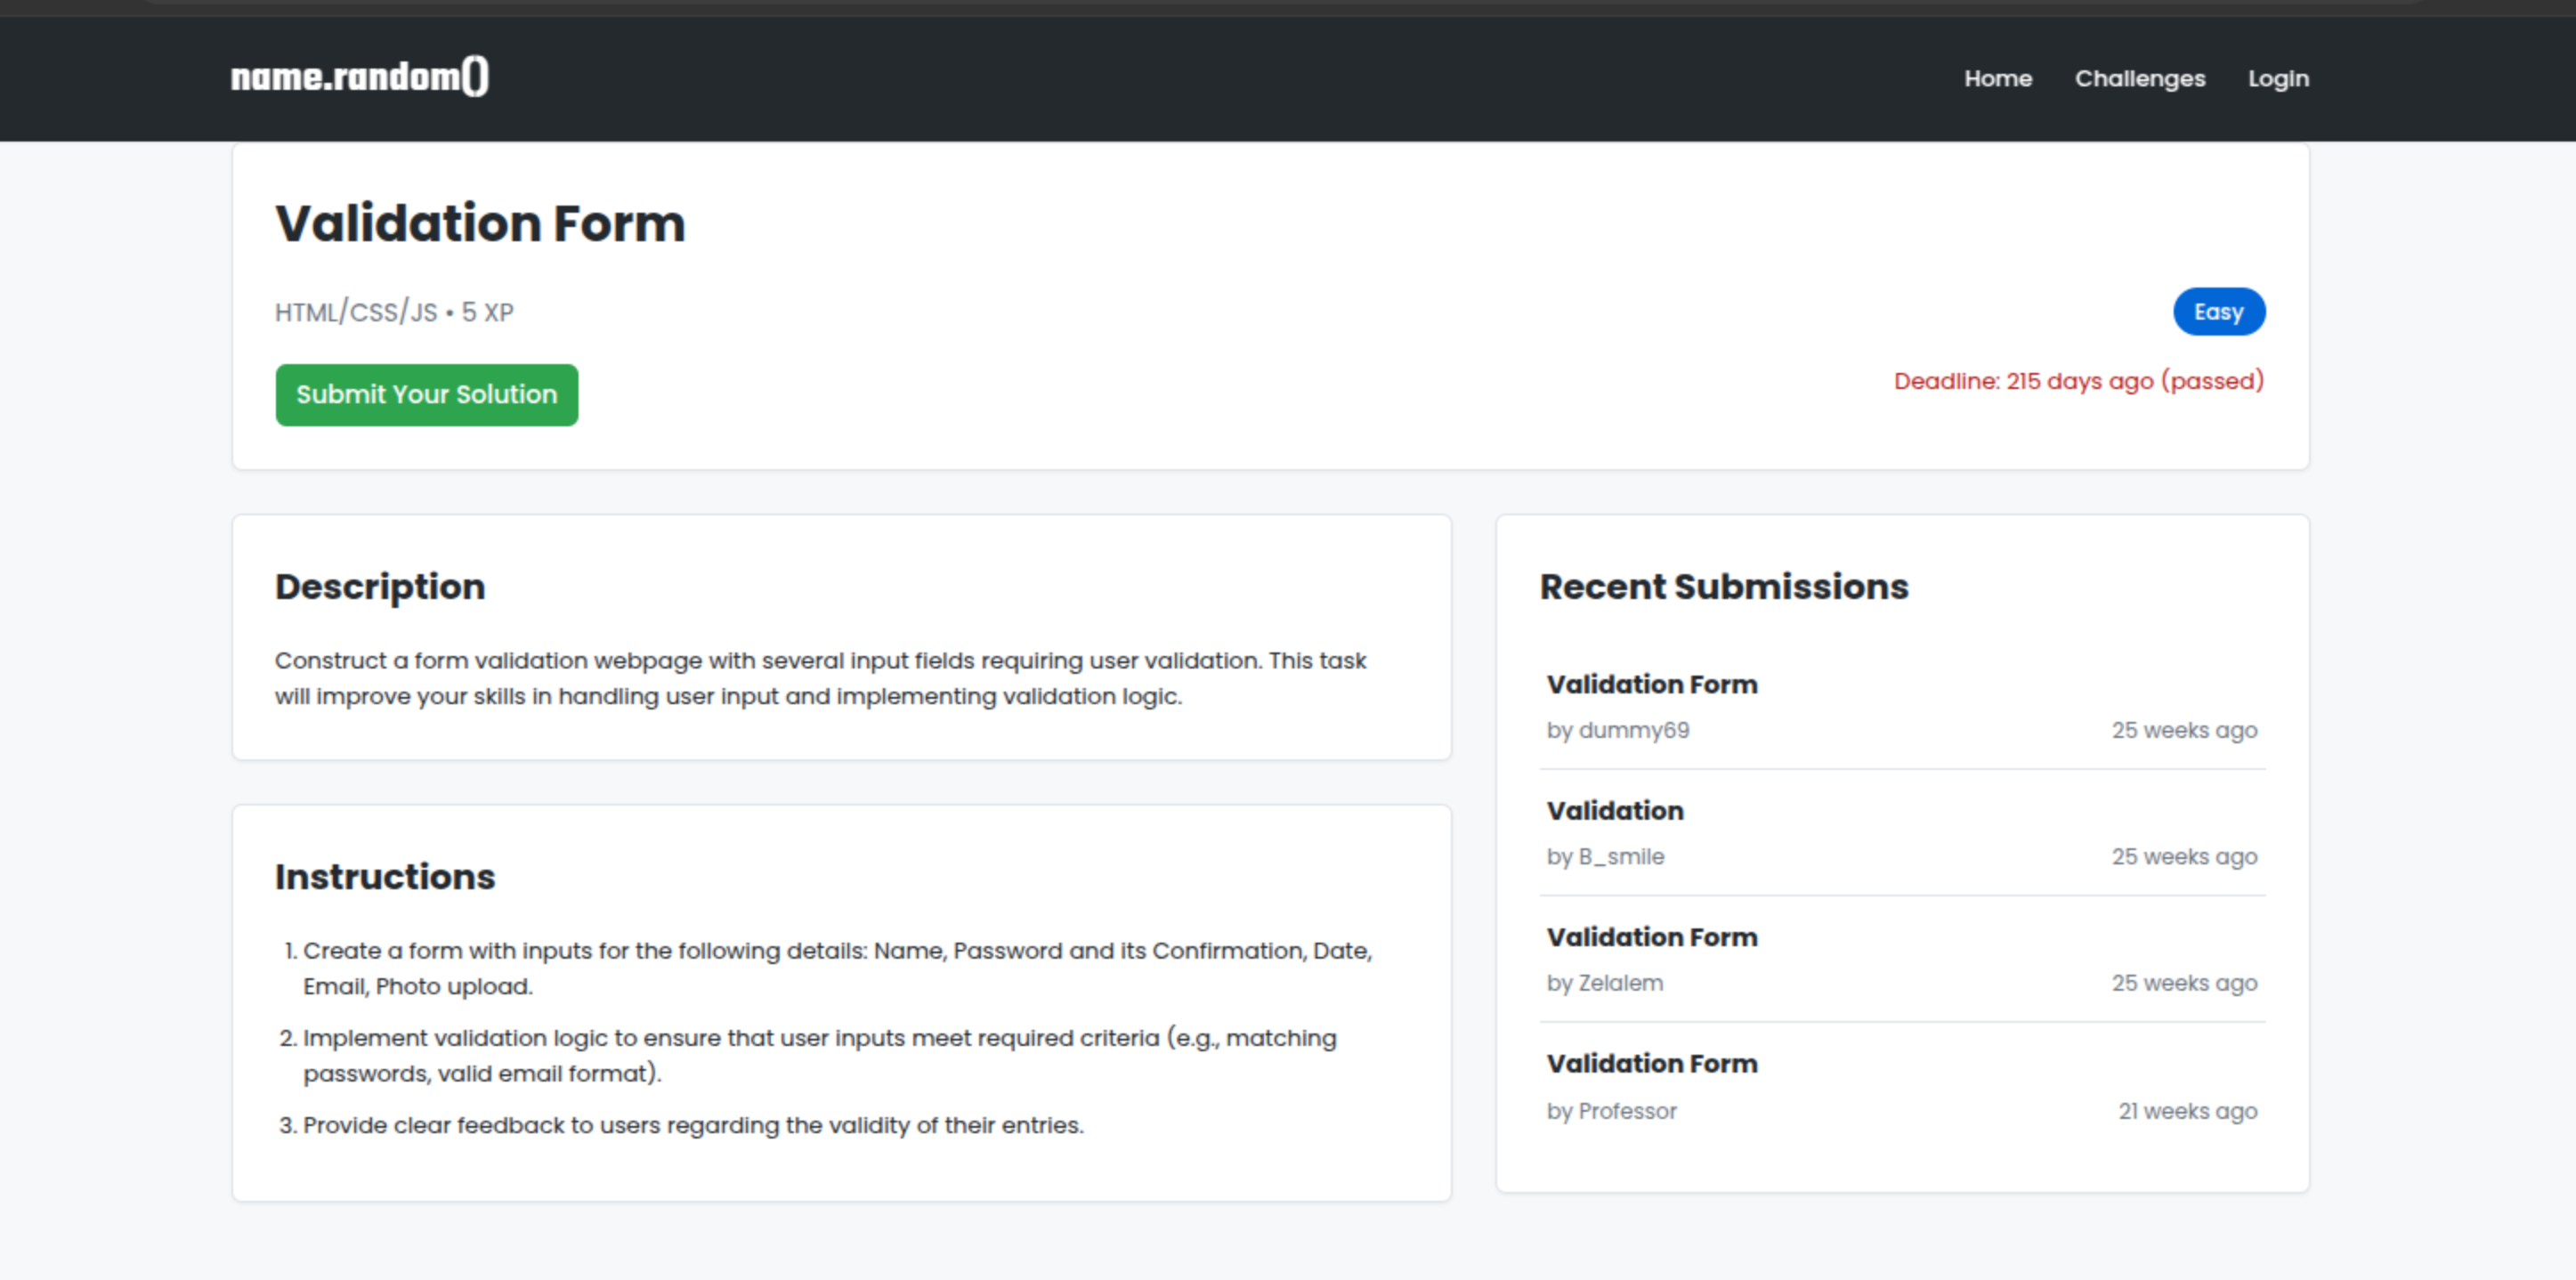 name.random()
Home
Challenges
Login
Validation Form
HTML/CSS/JS • 5 XP
Easy
Submit Your Solution
Deadline: 215 days ago (passed)
Description
Construct a form validation webpage with several input fields requiring user validation. This task
will improve your skills in handling user input and implementing validation logic.
Instructions
1. Create a form with inputs for the following details: Name, Password and its Confirmation, Date,
Email, Photo upload.
2. Implement validation logic to ensure that user inputs meet required criteria (e.g., matching
passwords, valid email format).
3. Provide clear feedback to users regarding the validity of their entries.
Recent Submissions
Validation Form
by dummy69
25 weeks ago
Validation
by B_smile
25 weeks ago
Validation Form
by Zelalem
25 weeks ago
Validation Form
by Professor
21 weeks ago